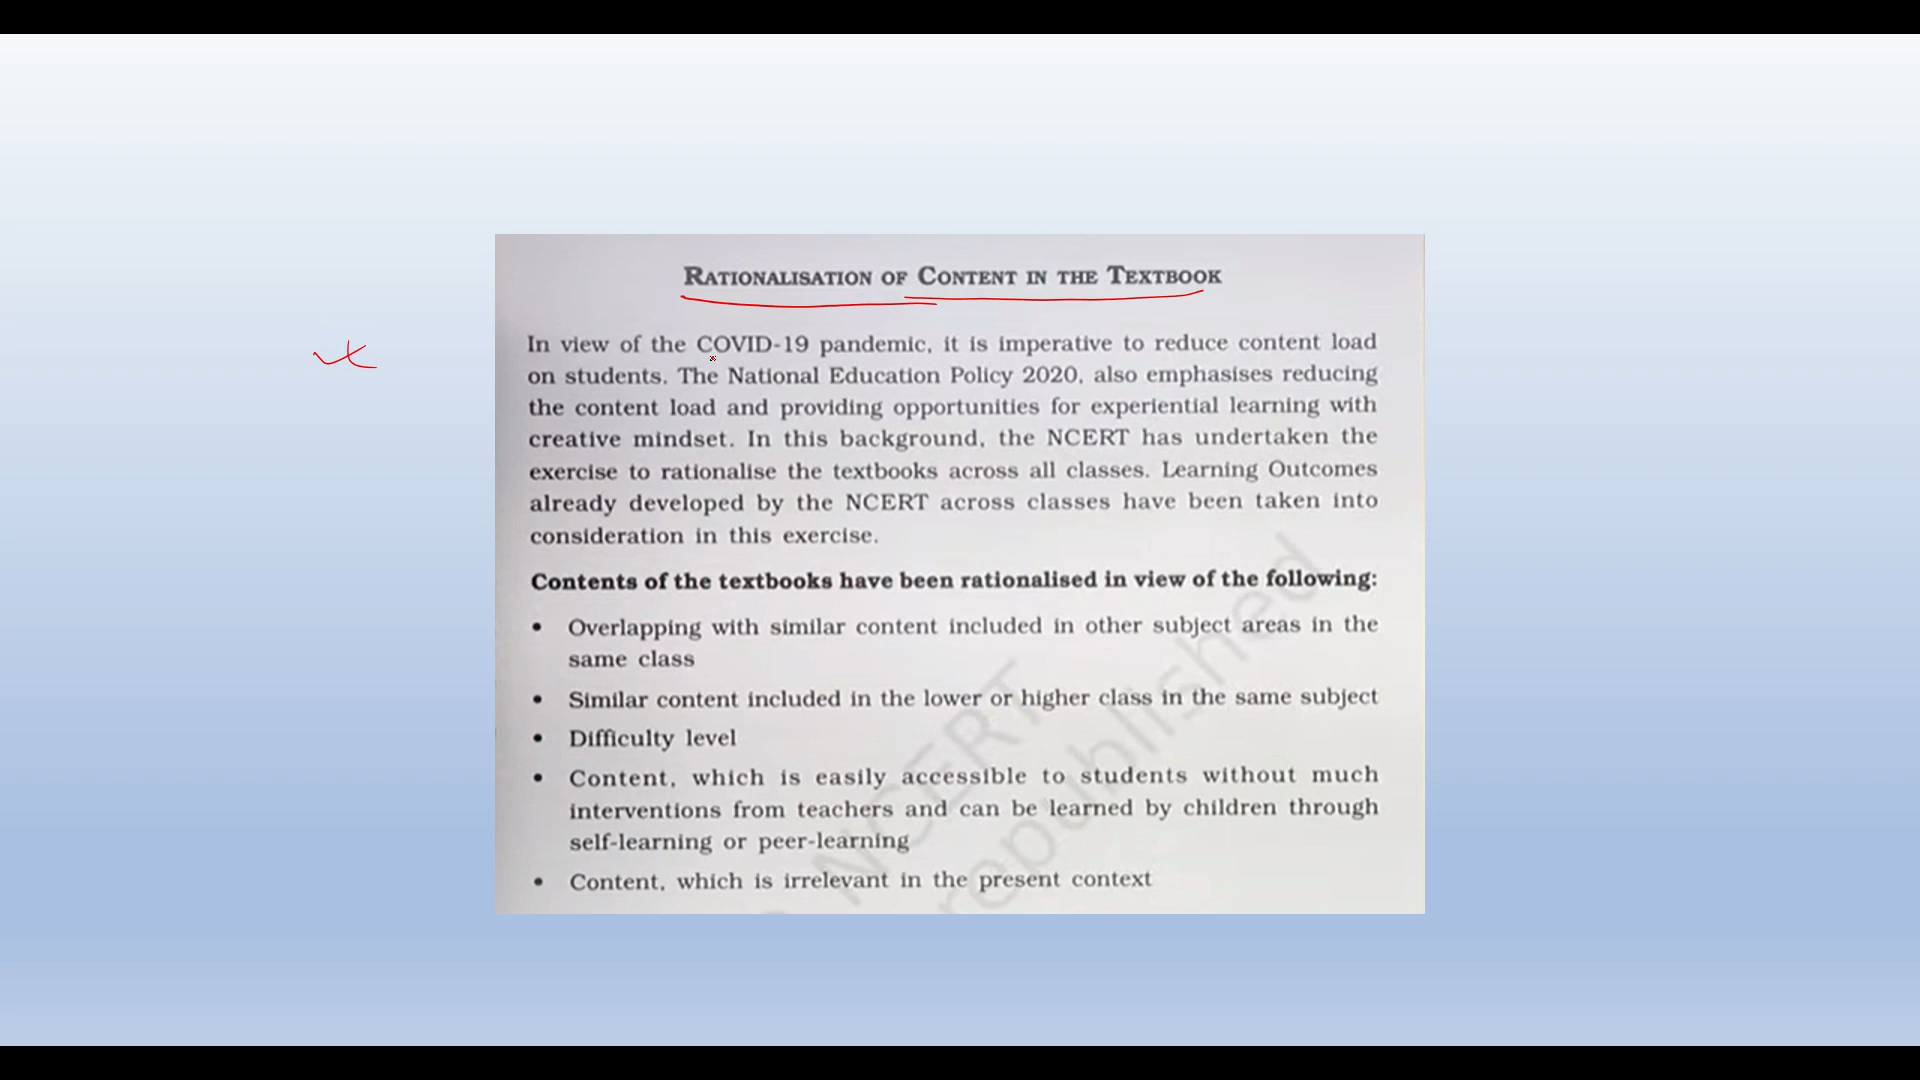 RATIONALISATION OF CONTENT IN THE TEXTBOOK
In view of the COVID-19 pandemic, it is imperative to reduce content load
on students. The National Education Policy 2020, also emphasises reducing
the content load and providing opportunities for experiential learning with
creative mindset. In this background, the NCERT has undertaken the
exercise to rationalise the textbooks across all classes. Learning Outcomes
already developed by the NCERT across classes have been taken into
consideration in this exercise.
Contents of the textbooks have been rationalised in view of the following:
• Overlapping with similar content included in other subject areas in the
same class
• Similar content included in the lower or higher class in the same subject
• Difficulty level
• Content, which is easily accessible to students without much
interventions from teachers and can be learned by children through
self-learning or peer-learning
• Content, which is irrelevant in the present context
NCERT
republished